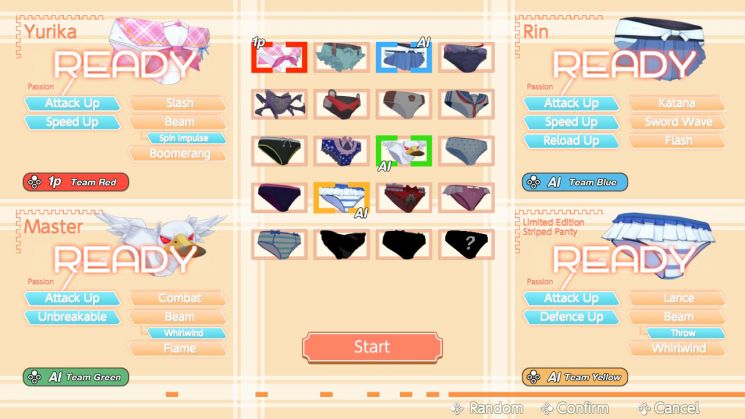 Yurika
READY
Passion
Attack Up
Speed Up
Slash
Beam
Spin Impulse
Boomerang
1p Team Red
1p
AI
AI
AI
?
Rin
READY
Passion
Attack Up
Speed Up
Reload Up
Katana
Sword Wave
Flash
AI Team Blue
Master
READY
Passion
Attack Up
Unbreakable
Combat
Beam
Whirlwind
Flame
AI Team Green
Limited Edition
Striped Panty
READY
Passion
Attack Up
Defence Up
Lance
Beam
Throw
Whirlwind
AI Team Yellow
Start
Random Confirm Cancel